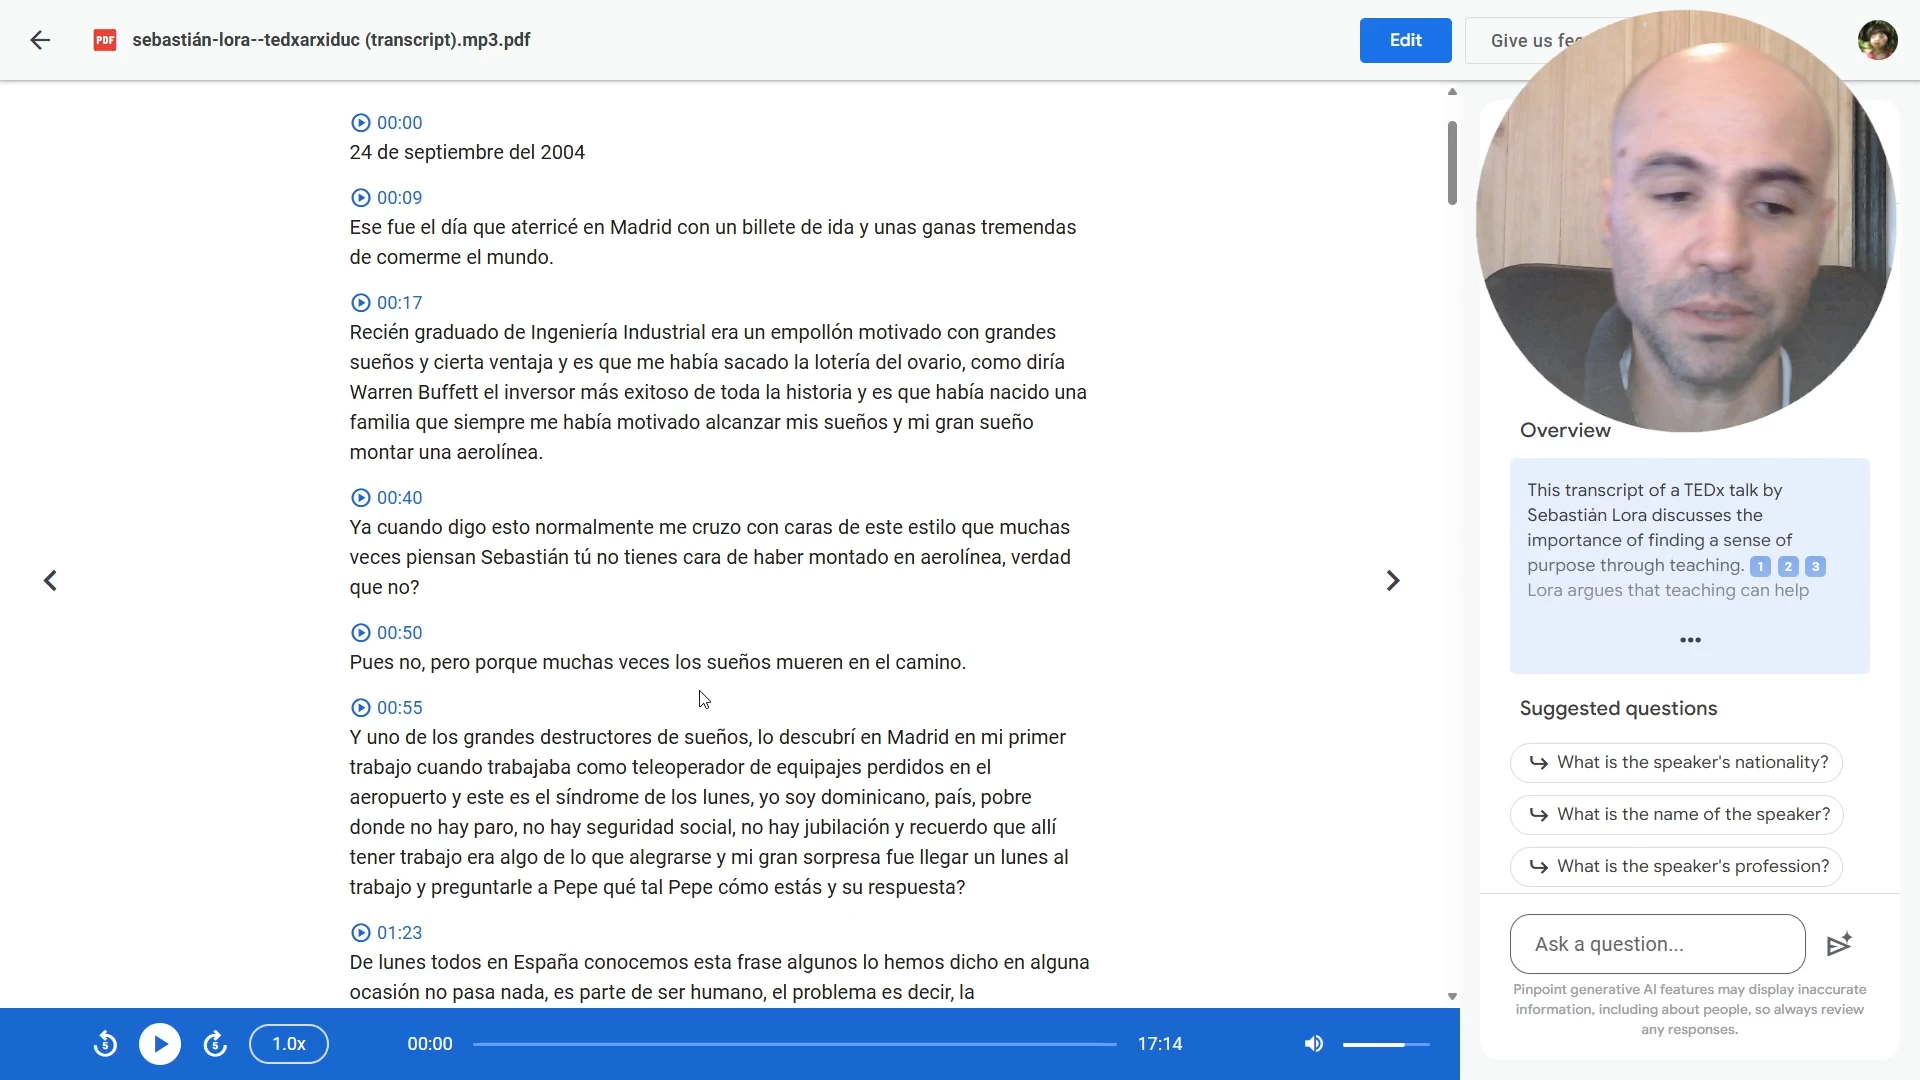 PDF sebastián-lora--tedxarxiduc (transcript).mp3.pdf
Edit
Give us
00:00
24 de septiembre del 2004
00:09
Ese fue el día que aterricé en Madrid con un billete de ida y unas ganas tremendas
de comerme el mundo.
00:17
Recién graduado de Ingeniería Industrial era un empollón motivado con grandes
sueños y cierta ventaja y es que me había sacado la lotería del ovario, como diría
Warren Buffett el inversor más exitoso de toda la historia y es que había nacido una
familia que siempre me había motivado alcanzar mis sueños y mi gran sueño
montar una aerolínea.
00:40
Ya cuando digo esto normalmente me cruzo con caras de este estilo que muchas
veces piensan Sebastián tú no tienes cara de haber montado en aerolínea, verdad
que no?
00:50
Pues no, pero porque muchas veces los sueños mueren en el camino.
00:55
Y uno de los grandes destructores de sueños, lo descubrí en Madrid en mi primer
trabajo cuando trabajaba como teleoperador de equipajes perdidos en el
aeropuerto y este es el síndrome de los lunes, yo soy dominicano, país, pobre
donde no hay paro, no hay seguridad social, no hay jubilación y recuerdo que allí
tener trabajo era algo de lo que alegrarse y mi gran sorpresa fue llegar un lunes al
trabajo y preguntarle a Pepe qué tal Pepe cómo estás y su respuesta?
01:23
De lunes todos en España conocemos esta frase algunos lo hemos dicho en alguna
ocasión no pasa nada, es parte de ser humano, el problema es decir, la
5
5
1.0x
00:00
17:14
Overview
This transcript of a TEDx talk by
Sebastián Lora discusses the
importance of finding a sense of
purpose through teaching. 1 2 3
Lora argues that teaching can help
Suggested questions
What is the speaker's nationality?
What is the name of the speaker?
What is the speaker's profession?
Ask a question...
Pinpoint generative AI features may display inaccurate
information, including about people, so always review
any responses.